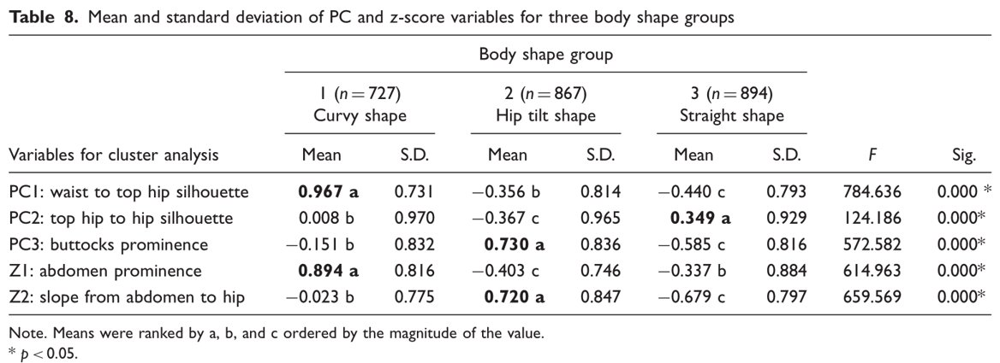 Table 8. Mean and standard deviation of PC and z-score variables for three body shape groups
Body shape group
1 (n = 727) 2 (n = 867) 3 (n = 894)
Curvy shape Hip tilt shape Straight shape
Variables for cluster analysis Mean S.D. Mean S.D. Mean S.D. F Sig.
PC1: waist to top hip silhouette 0.967 a 0.731 −0.356 b 0.814 −0.440 c 0.793 784.636 0.000 *
PC2: top hip to hip silhouette 0.008 b 0.970 −0.367 c 0.965 0.349 a 0.929 124.186 0.000*
PC3: buttocks prominence −0.151 b 0.832 0.730 a 0.836 −0.585 c 0.816 572.582 0.000*
Z1: abdomen prominence 0.894 a 0.816 −0.403 c 0.746 −0.337 b 0.884 614.963 0.000*
Z2: slope from abdomen to hip −0.023 b 0.775 0.720 a 0.847 −0.679 c 0.797 659.569 0.000*
Note. Means were ranked by a, b, and c ordered by the magnitude of the value.
* p < 0.05.